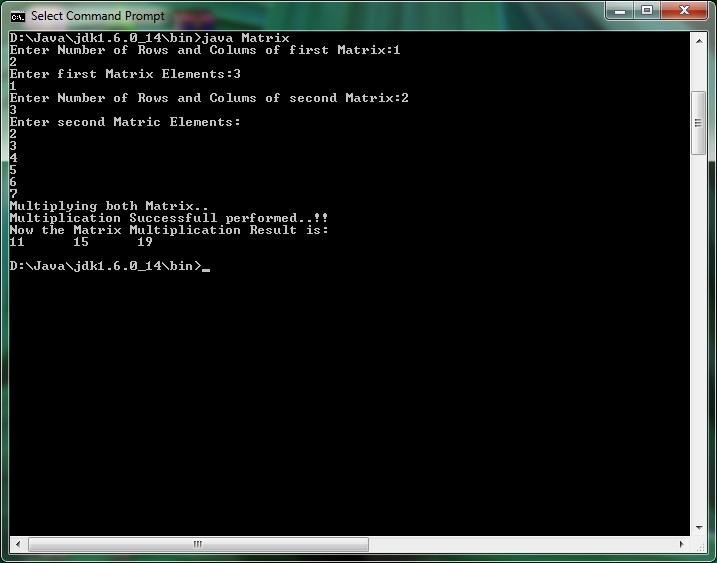 Select Command Prompt
D:\Java\jdk1.6.0_14\bin>java Matrix
Enter Number of Rows and Colums of first Matrix:1
2
Enter first Matrix Elements:3
1
Enter Number of Rows and Colums of second Matrix:2
3
Enter second Matric Elements:
2
3
4
5
6
7
Multiplying both Matrix..
Multiplication Successfull performed..!!
Now the Matrix Multiplication Result is:
11 15 19
D:\Java\jdk1.6.0_14\bin>_